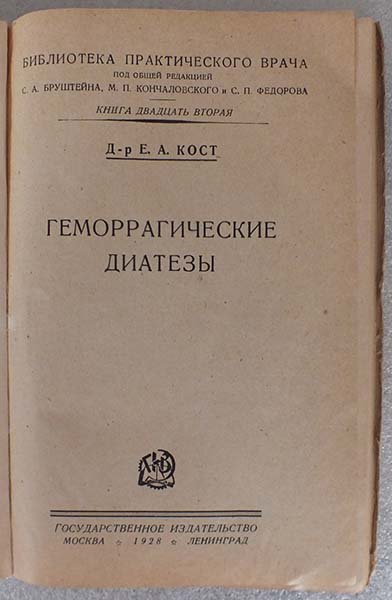 БИБЛИОТЕКА ПРАКТИЧЕСКОГО ВРАЧА
ПОД ОБЩЕЙ РЕДАКЦИЕЙ
С. А. БРУШТЕЙНА, М. П. КОНЧАЛОВСКОГО и С. П. ФЕДОРОВА
КНИГА ДВАДЦАТЬ ВТОРАЯ
Д-р Е. А. КОСТ
ГЕМОРРАГИЧЕСКИЕ
ДИАТЕЗЫ
ГОСУДАРСТВЕННОЕ ИЗДАТЕЛЬСТВО
МОСКВА ☆ 1928 ☆ ЛЕНИНГРАД